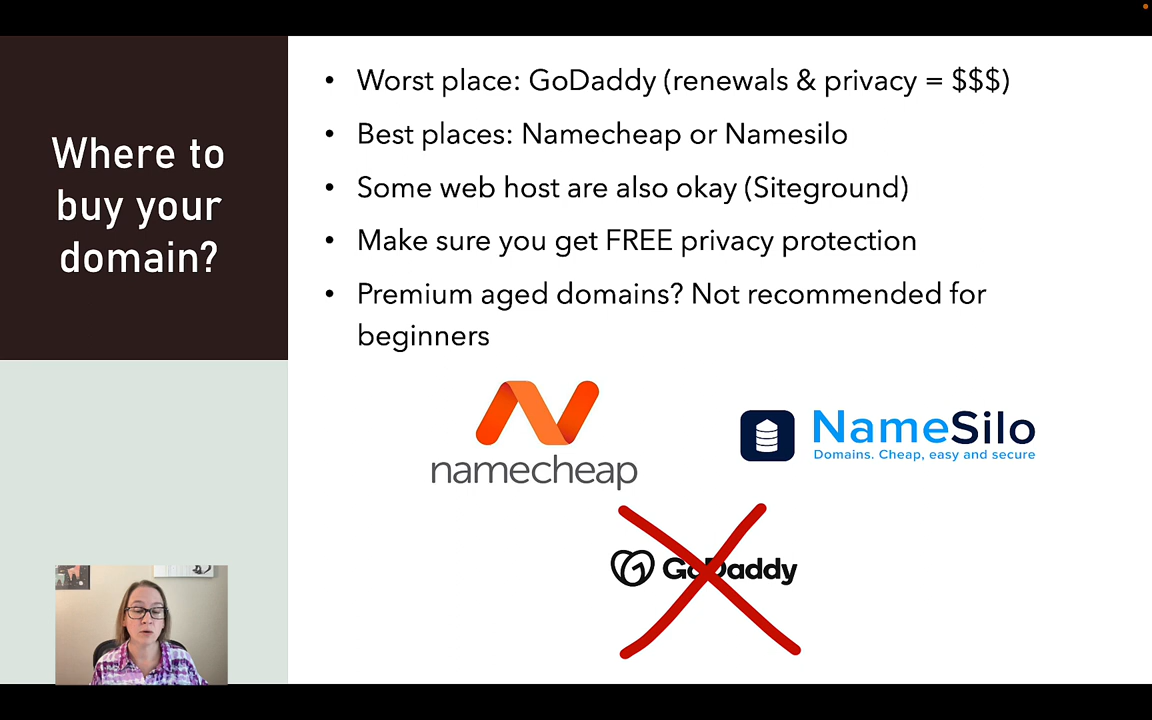 Where to
buy your
domain?
• Worst place: GoDaddy (renewals & privacy = $$$)
• Best places: Namecheap or Namesilo
• Some web host are also okay (Siteground)
• Make sure you get FREE privacy protection
• Premium aged domains? Not recommended for
beginners
namecheap
NameSilo
Domains. Cheap, easy and secure
GoDaddy